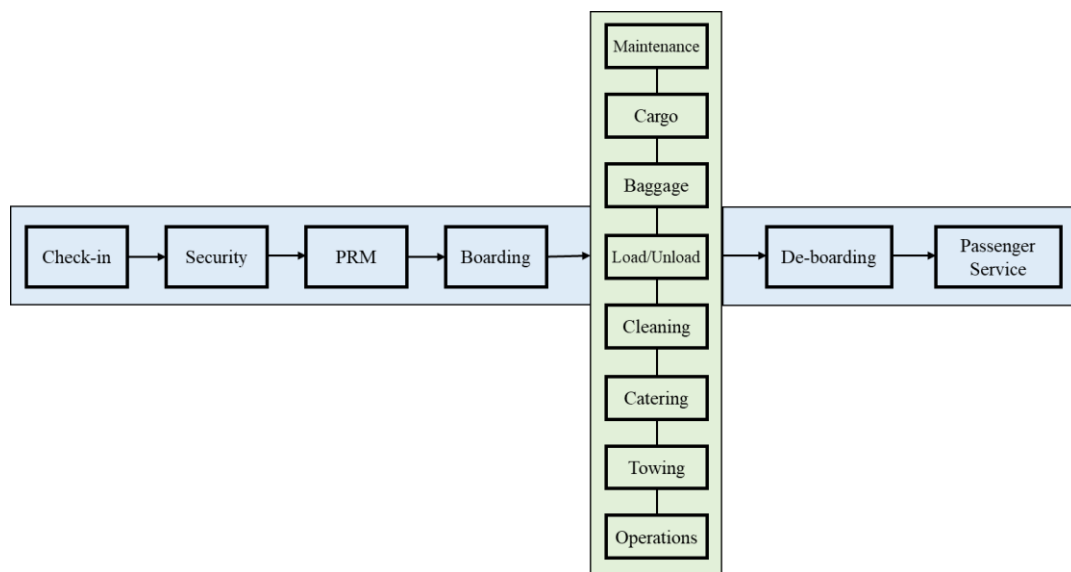 Maintenance
Cargo
Baggage
Check-in
Security
PRM
Boarding
Load/Unload
De-boarding
Passenger
Service
Cleaning
Catering
Towing
Operations